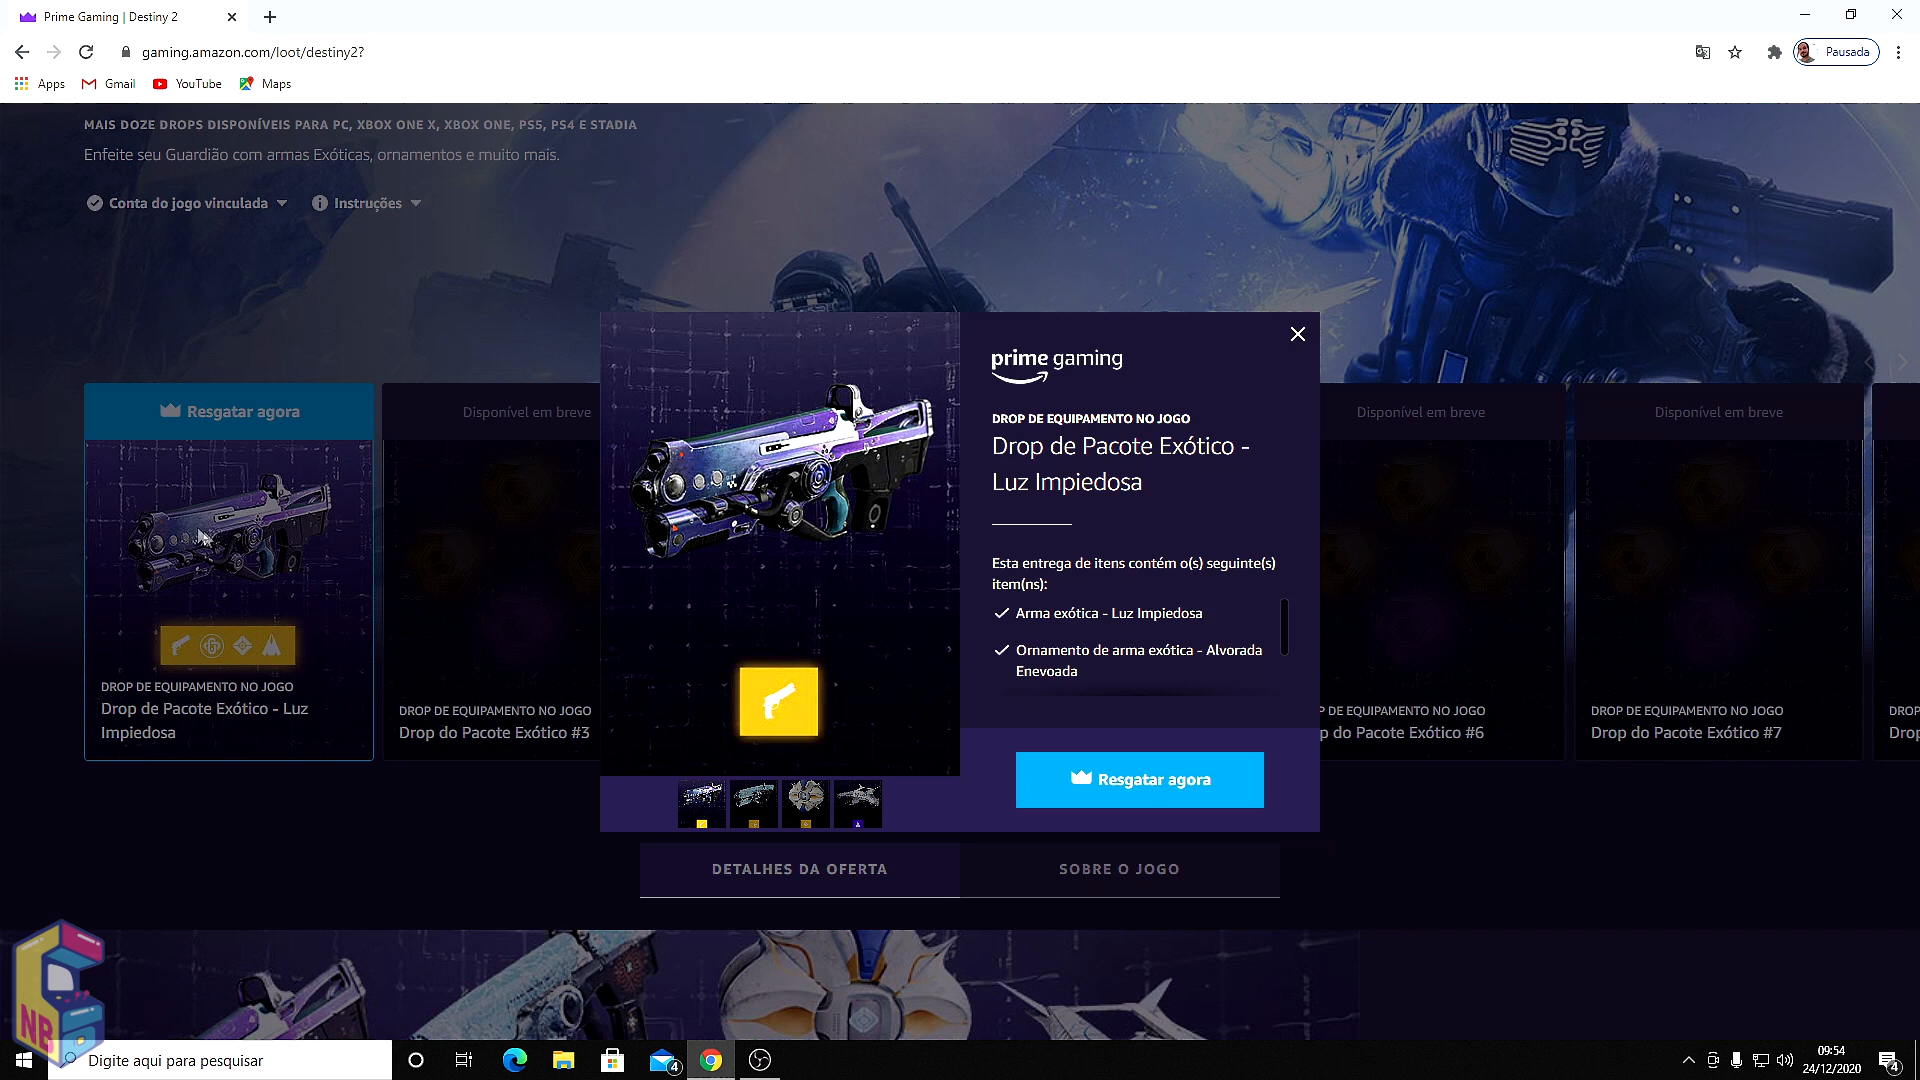 Prime Gaming | Destiny 2
gaming.amazon.com/loot/destiny2?
Pausada
Apps
Gmail
YouTube
Maps
MAIS DOZE DROPS DISPONÍVEIS PARA PC, XBOX ONE X, XBOX ONE, PS5, PS4 E STADIA
Enfeite seu Guardião com armas Exóticas, ornamentos e muito mais.
Conta do jogo vinculada
Instruções
Resgatar agora
DROP DE EQUIPAMENTO NO JOGO
Drop de Pacote Exótico - Luz
Impiedosa
Disponível em breve
DROP DE EQUIPAMENTO NO JOGO
Drop do Pacote Exótico #3
prime gaming
DROP DE EQUIPAMENTO NO JOGO
Drop de Pacote Exótico -
Luz Impiedosa
Esta entrega de itens contém o(s) seguinte(s)
item(ns):
Arma exótica - Luz Impiedosa
Ornamento de arma exótica - Alvorada
Enevoada
Resgatar agora
Disponível em breve
P DE EQUIPAMENTO NO JOGO
p do Pacote Exótico #6
Disponível em breve
DROP DE EQUIPAMENTO NO JOGO
Drop do Pacote Exótico #7
DROP
Drop
DETALHES DA OFERTA
SOBRE O JOGO
NB
Digite aqui para pesquisar
4
09:54
24/12/2020
4